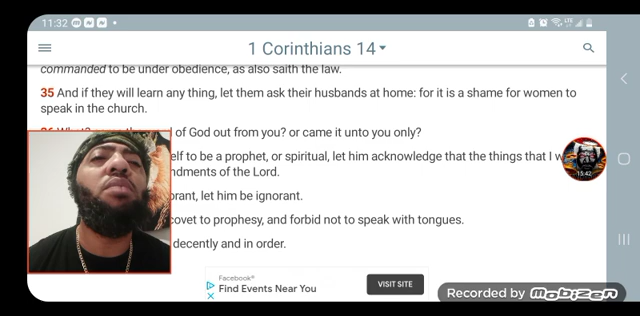 11:32
LTE
1 Corinthians 14
commanded to be under obedience, as also saith the law.
35 And if they will learn any thing, let them ask their husbands at home: for it is a shame for women to
speak in the church.
of God out from you? or came it unto you only?
elf to be a prophet, or spiritual, let him acknowledge that the things that I w
ndments of the Lord.
orant, let him be ignorant.
covet to prophesy, and forbid not to speak with tongues.
decently and in order.
15:42
Facebook®
Find Events Near You
VISIT SITE
Recorded by Mobizen